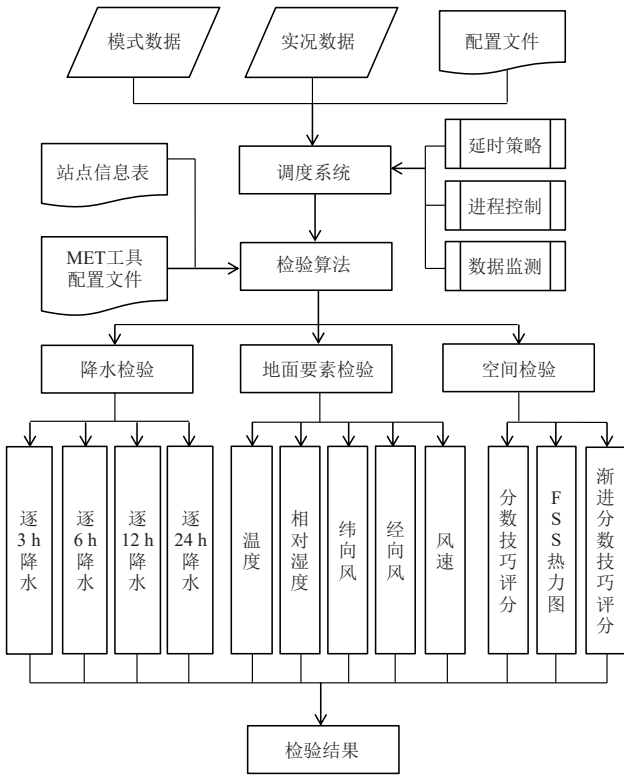 模式数据
实况数据
配置文件
站点信息表
调度系统
延时策略
进程控制
数据监测
MET工具
配置文件
检验算法
降水检验
地面要素检验
空间检验
逐3 h降水
逐6 h降水
逐12 h降水
逐24 h降水
温度
相对湿度
纬向风
经向风
风速
分数技巧评分
FSS热力图
渐进分数技巧评分
检验结果